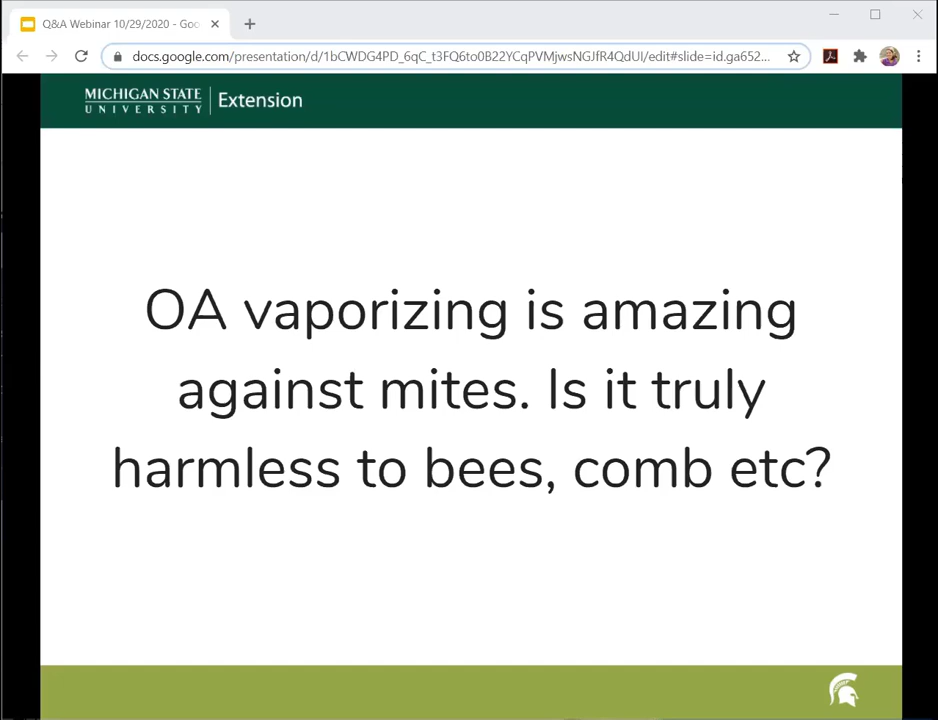 Q&A Webinar 10/29/2020 - Goo
docs.google.com/presentation/d/1bCWDG4PD_6qC_t3FQ6to0B22YCqPVMjwsNGJfR4QdUI/edit#slide=id.ga652...
MICHIGAN STATE
UNIVERSITY
Extension
OA vaporizing is amazing
against mites. Is it truly
harmless to bees, comb etc?